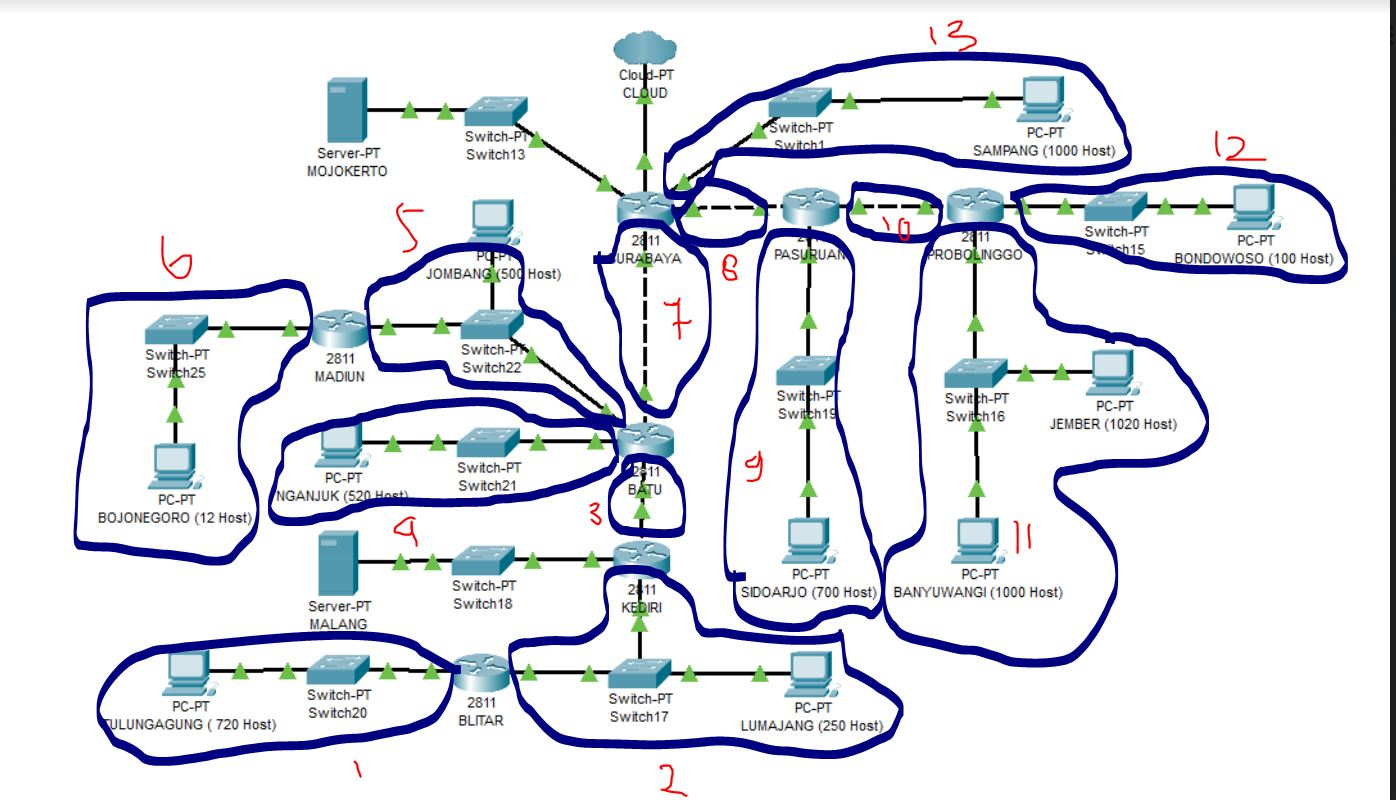 13
Cloud-PT
CLOUD
Switch-PT
Switch1
PC-PT
SAMPANG (1000 Host)
Server-PT
MOJOKERTO
Switch-PT
Switch13
12
5
PC-PT
JOMBANG (500 Host)
2811
SURABAYA
8
2811
PASURUAN
10
2811
PROBOLINGGO
Switch-PT
Switch15
PC-PT
BONDOWOSO (100 Host)
6
7
Switch-PT
Switch25
2811
MADIUN
Switch-PT
Switch22
Switch-PT
Switch19
Switch-PT
Switch16
PC-PT
JEMBER (1020 Host)
PC-PT
BOJONEGORO (12 Host)
PC-PT
NGANJUK (520 Host)
Switch-PT
Switch21
2811
BATU
9
3
4
11
Server-PT
MALANG
Switch-PT
Switch18
2811
KEDIRI
PC-PT
SIDOARJO (700 Host)
PC-PT
BANYUWANGI (1000 Host)
PC-PT
TULUNGAGUNG ( 720 Host)
Switch-PT
Switch20
2811
BLITAR
Switch-PT
Switch17
PC-PT
LUMAJANG (250 Host)
1
2